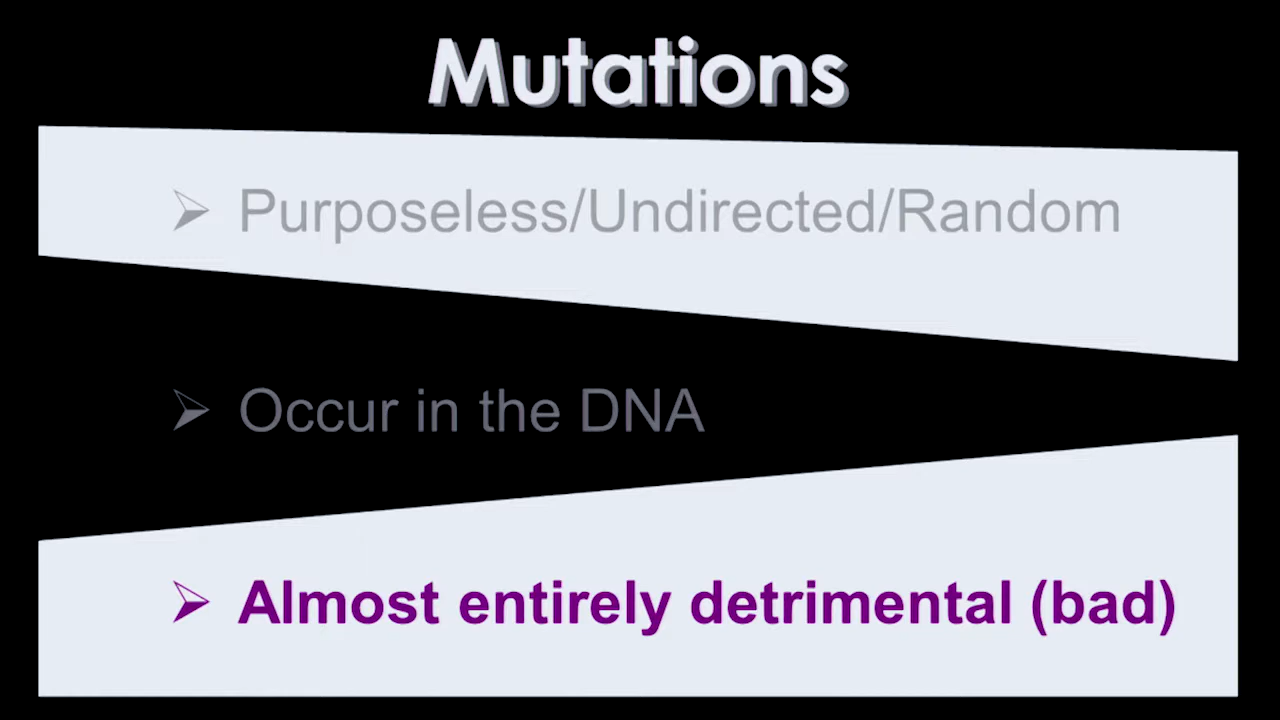 Mutations
➢ Purposeless/Undirected/Random
➢ Occur in the DNA
➢ Almost entirely detrimental (bad)